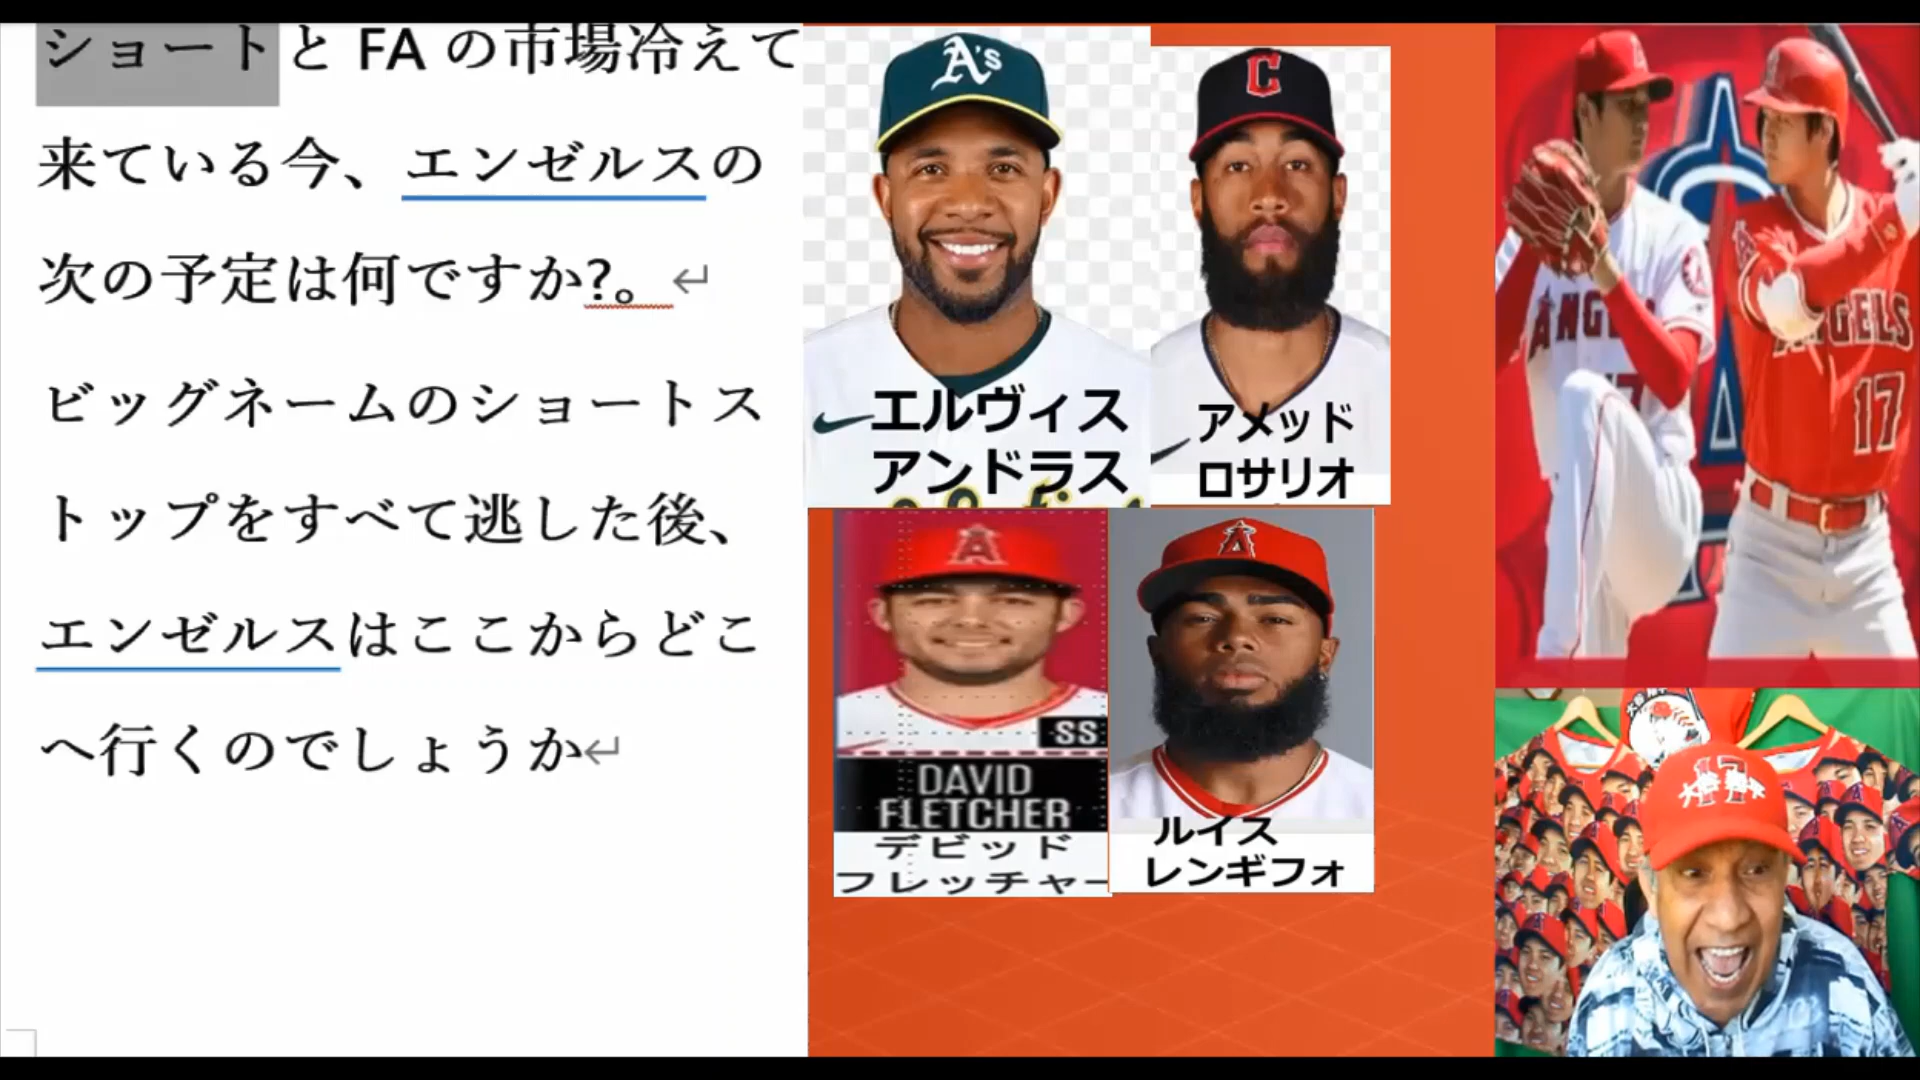 ショートと FA の市場冷えて
来ている今、エンゼルスの
次の予定は何ですか?。
ビッグネームのショートス
トップをすべて逃した後、
エンゼルスはここからどこ
へ行くのでしょうか
A's
エルヴィス
アンドラス
C
アメッド
ロサリオ
A
SS
DAVID
FLETCHER
デビッド
フレッチャー
A
ルイス
レンギフォ
ANGELS
17
17